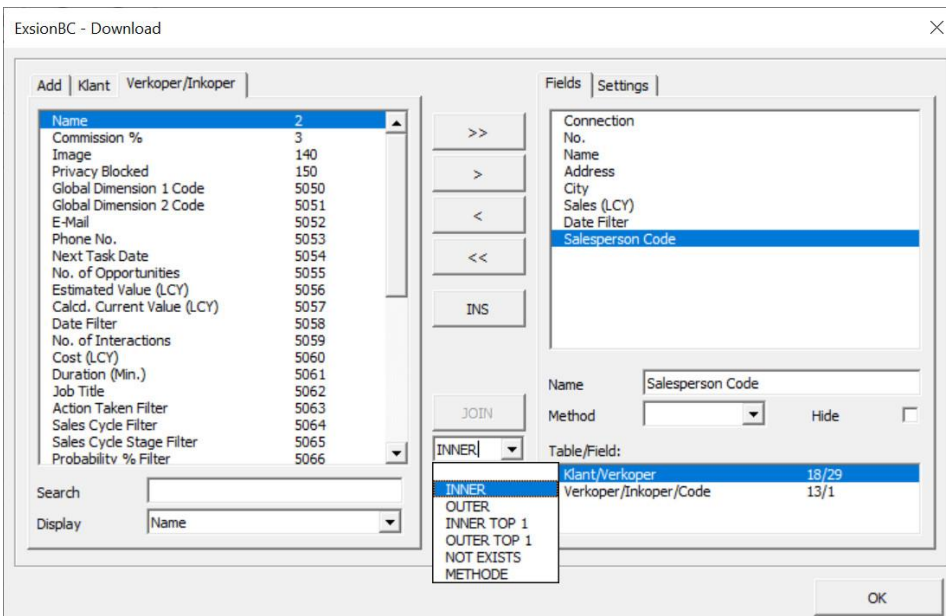 ExsionBC - Download
Add Klant Verkoper/Inkoper
Name 2
Commission % 3
Image 140
Privacy Blocked 150
Global Dimension 1 Code 5050
Global Dimension 2 Code 5051
E-Mail 5052
Phone No. 5053
Next Task Date 5054
No. of Opportunities 5055
Estimated Value (LCY) 5056
Calcd. Current Value (LCY) 5057
Date Filter 5058
No. of Interactions 5059
Cost (LCY) 5060
Duration (Min.) 5061
Job Title 5062
Action Taken Filter 5063
Sales Cycle Filter 5064
Sales Cycle Stage Filter 5065
Probability % Filter 5066
Search
Display Name
>>
>
<
<<
INS
JOIN
INNER
INNER
OUTER
INNER TOP 1
OUTER TOP 1
NOT EXISTS
METHODE
Fields Settings
Connection
No.
Name
Address
City
Sales (LCY)
Date Filter
Salesperson Code
Name Salesperson Code
Method Hide
Table/Field:
Klant/Verkoper 18/29
Verkoper/Inkoper/Code 13/1
OK